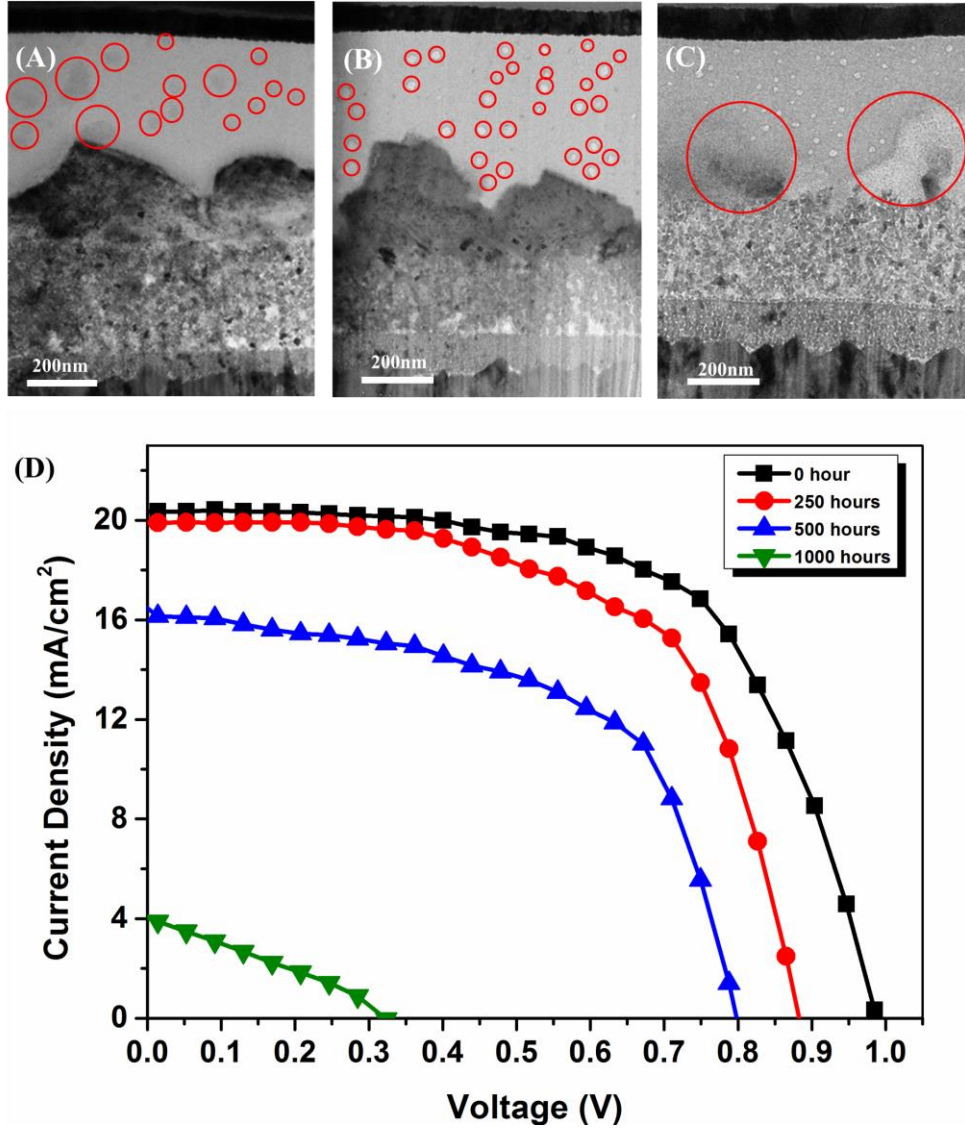 (A)
(B)
(C)
200nm
200nm
200nm
(D)
0 hour
250 hours
500 hours
1000 hours
20
16
12
8
4
0
Current Density (mA/cm²)
0.0 0.1 0.2 0.3 0.4 0.5 0.6 0.7 0.8 0.9 1.0
Voltage (V)